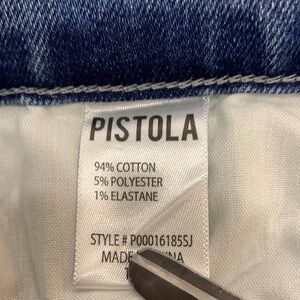 PISTOLA
94% COTTON
5% POLYESTER
1% ELASTANE
STYLE # P00016185SJ
MADE